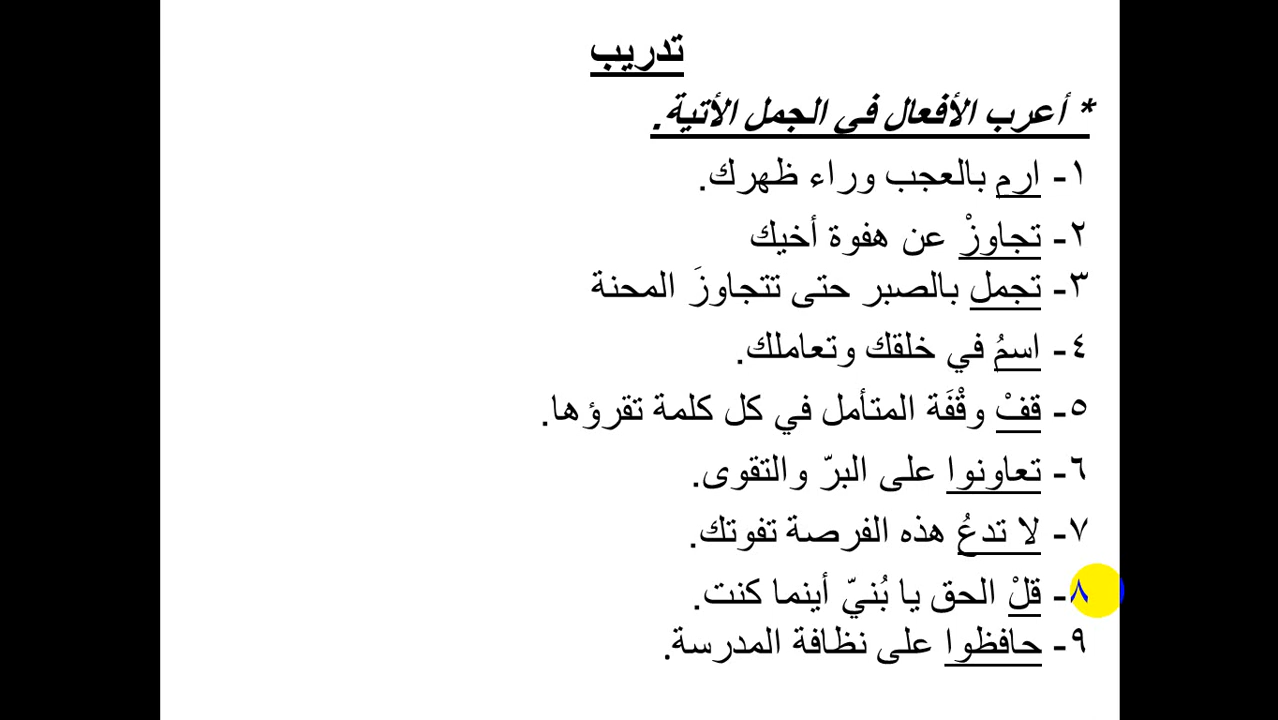 تدريب
* أعرب الأفعال في الجمل الأتية.
١- ارم بالعجب وراء ظهرك.
٢- تجاوزْ عن هفوة أخيك
٣- تجمل بالصبر حتى تتجاوزَ المحنة
٤- اسمُ في خلقك وتعاملك.
٥- قفْ وقْفَة المتأمل في كل كلمة تقرؤها.
٦- تعاونوا على البرّ والتقوى.
٧- لا تدعُ هذه الفرصة تفوتك.
٨- قلْ الحق يا بُنيّ أينما كنت.
٩- حافظوا على نظافة المدرسة.